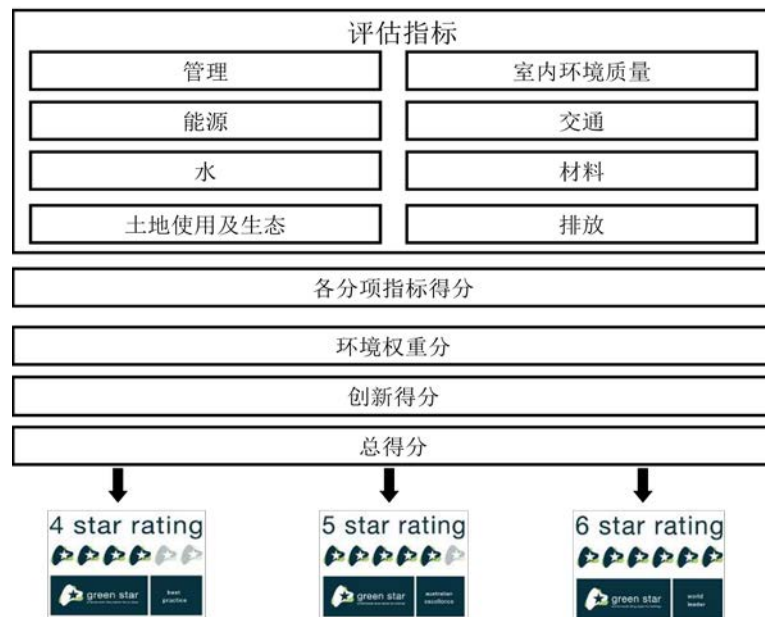 评估指标
管理
室内环境质量
能源
交通
水
材料
土地使用及生态
排放
各分项指标得分
环境权重分
创新得分
总得分
4 star rating
5 star rating
6 star rating
green star
best
practice
green star
australian
excellence
green star
world
leader